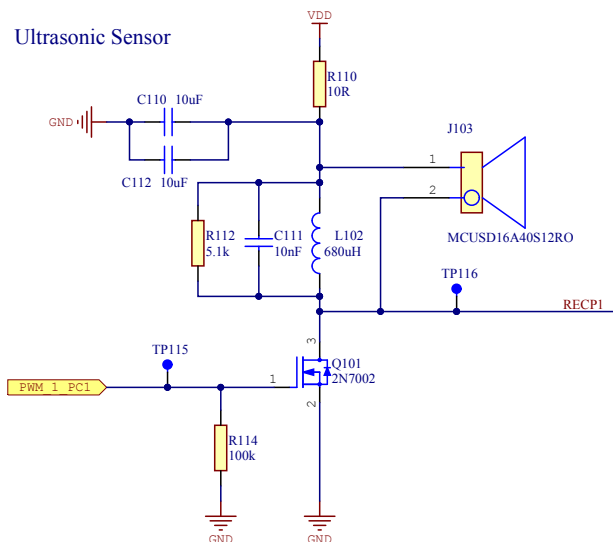 VDD
Ultrasonic Sensor
R110
10R
C110 10uF
GND
J103
1
2
C112 10uF
MCUSD16A40S12RO
R112
5.1k
C111
10nF
L102
680uH
TP116
RECP1
3
TP115
Q101
2N7002
PWM_1_PC1
1
2
R114
100k
GND
GND